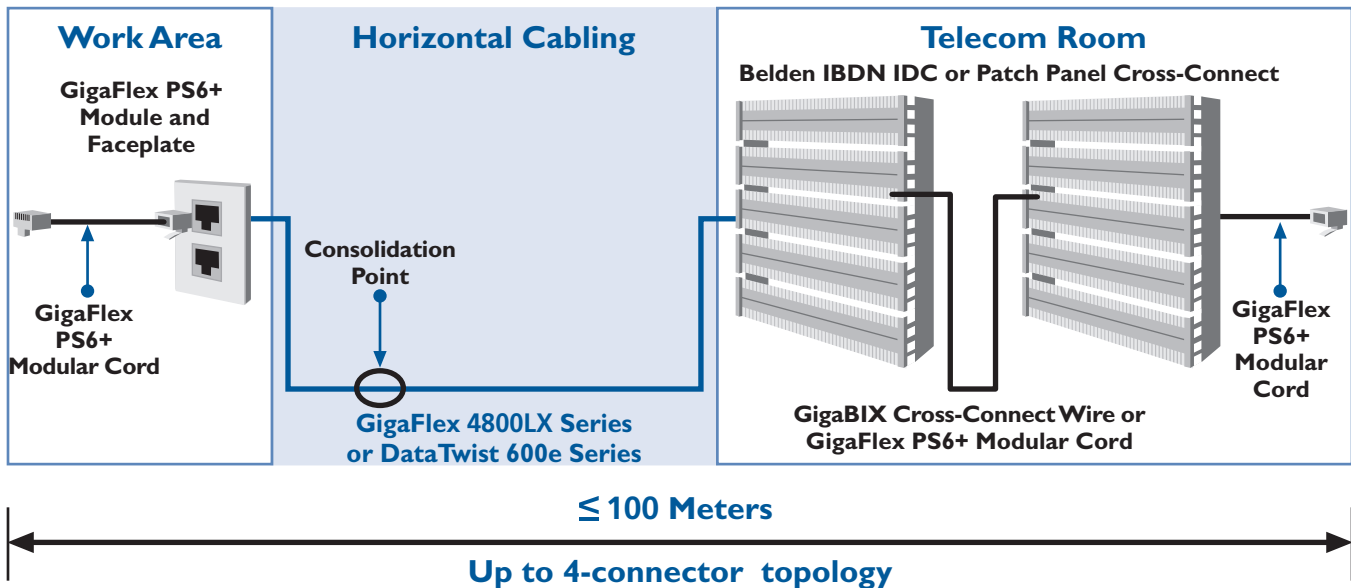 Work Area
GigaFlex PS6+
Module and
Faceplate
GigaFlex
PS6+
Modular Cord
Horizontal Cabling
Consolidation
Point
GigaFlex 4800LX Series
or DataTwist 600e Series
Telecom Room
Belden IBDN IDC or Patch Panel Cross-Connect
GigaBIX Cross-Connect Wire or
GigaFlex PS6+ Modular Cord
GigaFlex
PS6+
Modular
Cord
≤ 100 Meters
Up to 4-connector topology